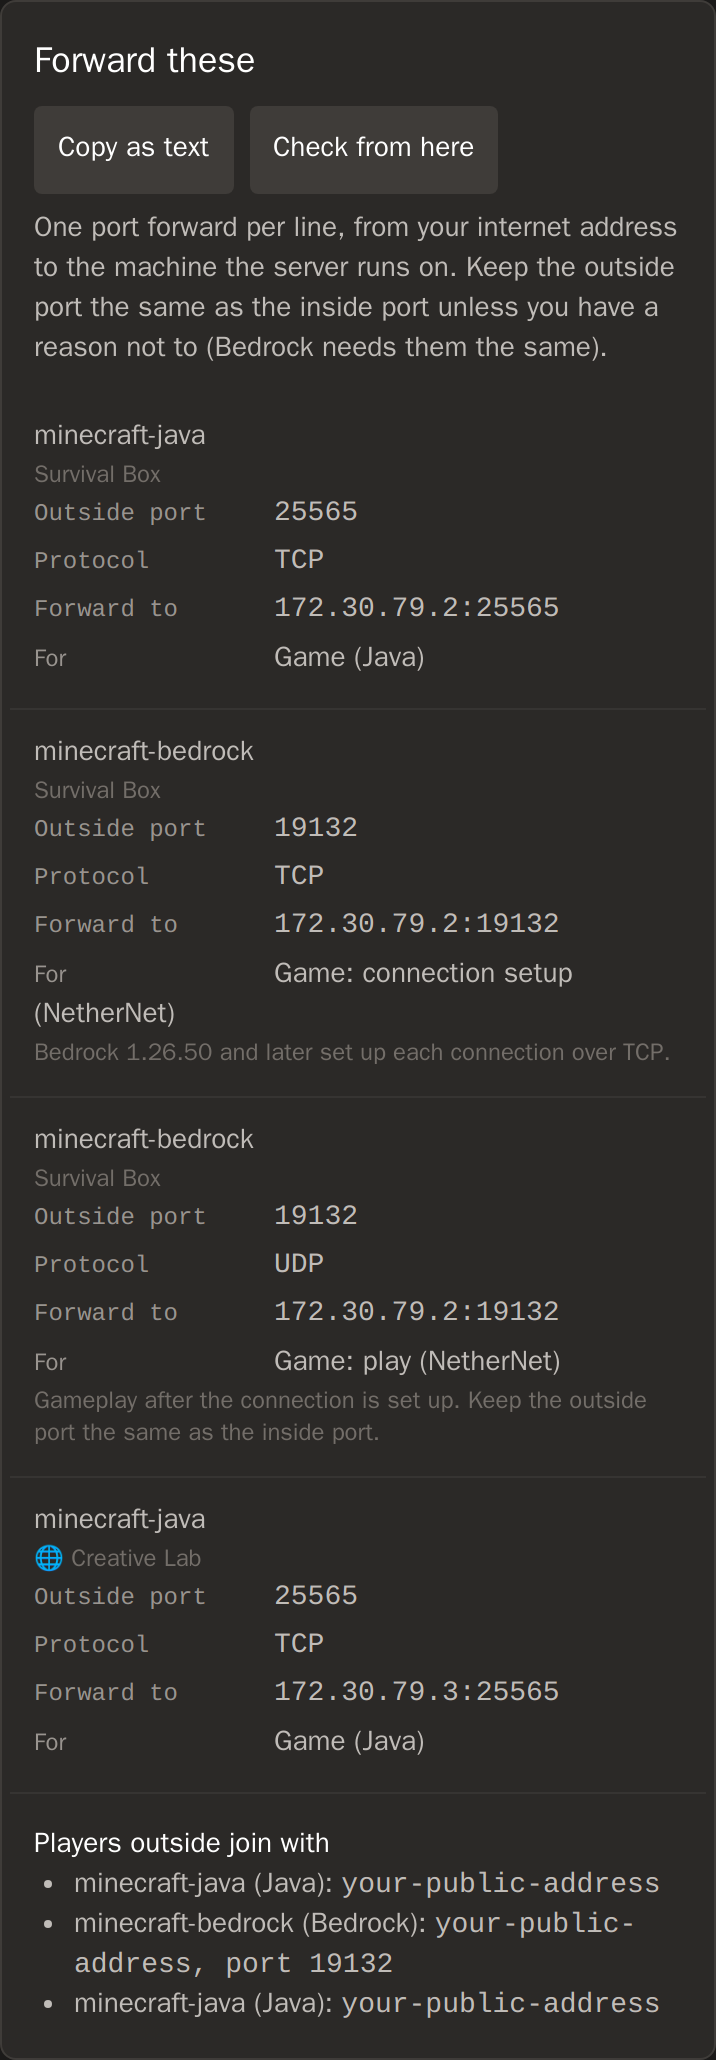 Forward these
Copy as text
Check from here
One port forward per line, from your internet address
to the machine the server runs on. Keep the outside
port the same as the inside port unless you have a
reason not to (Bedrock needs them the same).
minecraft-java
Survival Box
Outside port 25565
Protocol TCP
Forward to 172.30.79.2:25565
For Game (Java)
minecraft-bedrock
Survival Box
Outside port 19132
Protocol TCP
Forward to 172.30.79.2:19132
For Game: connection setup
(NetherNet)
Bedrock 1.26.50 and later set up each connection over TCP.
minecraft-bedrock
Survival Box
Outside port 19132
Protocol UDP
Forward to 172.30.79.2:19132
For Game: play (NetherNet)
Gameplay after the connection is set up. Keep the outside
port the same as the inside port.
minecraft-java
🌐 Creative Lab
Outside port 25565
Protocol TCP
Forward to 172.30.79.3:25565
For Game (Java)
Players outside join with
• minecraft-java (Java): your-public-address
• minecraft-bedrock (Bedrock): your-public-
address, port 19132
• minecraft-java (Java): your-public-address